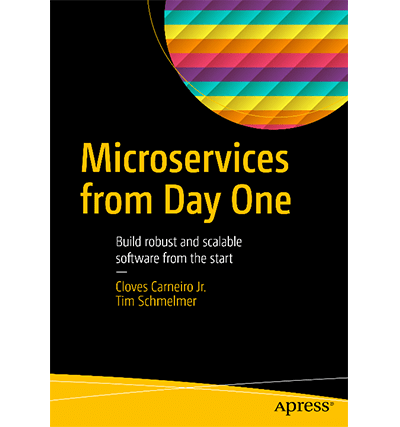 Microservices
from Day One
Build robust and scalable
software from the start
Cloves Carneiro Jr.
Tim Schmelmer
Apress®